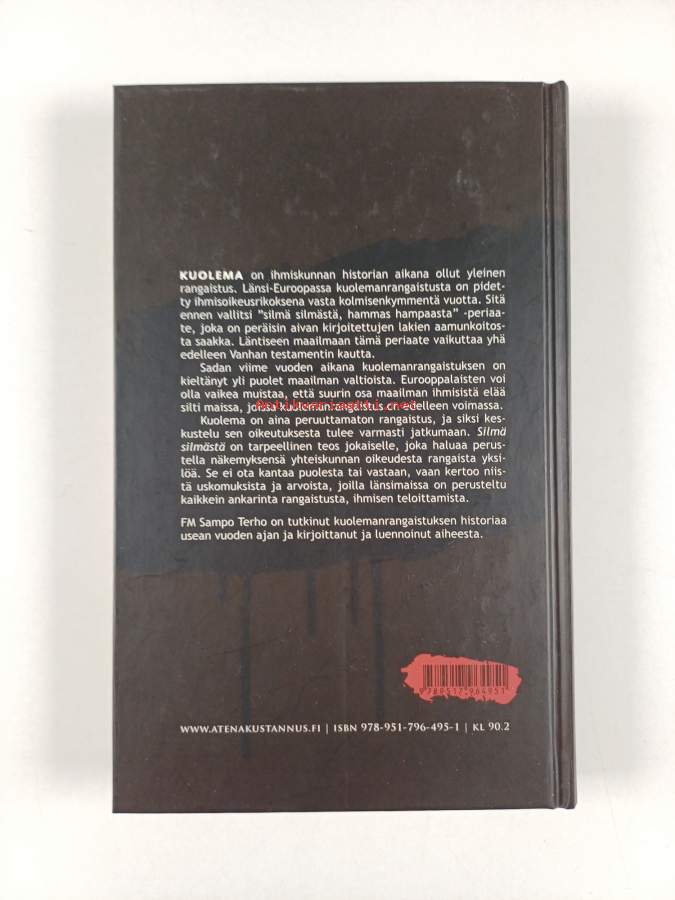 KUOLEMA on ihmiskunnan historian aikana ollut yleinen
rangaistus. Länsi-Euroopassa kuolemanrangaistusta on pidet-
ty ihmisoikeusrikoksena vasta kolmisenkymmentä vuotta. Sitä
ennen vallitsi "silmä silmästä, hammas hampaasta" -periaa-
te, joka on peräisin aivan kirjoitettujen lakien aamunkoitos-
ta saakka. Läntiseen maailmaan tämä periaate vaikuttaa yhä
edelleen Vanhan testamentin kautta.
Sadan viime vuoden aikana kuolemanrangaistuksen on
kieltänyt yli puolet maailman valtioista. Eurooppalaisten voi
olla vaikea muistaa, että suurin osa maailman ihmisistä elää
silti maissa, joissa kuolemanrangaistus on edelleen voimassa.
Antikvariaatti.net
Kuolema on aina peruuttamaton rangaistus, ja siksi kes-
kustelu sen oikeutuksesta tulee varmasti jatkumaan. Silmä
silmästä on tarpeellinen teos jokaiselle, joka haluaa perus-
tella näkemyksensä yhteiskunnan oikeudesta rangaista yksi-
löä. Se ei ota kantaa puolesta tai vastaan, vaan kertoo niis-
tä uskomuksista ja arvoista, joilla länsimaissa on perusteltu
kaikkein ankarinta rangaistusta, ihmisen teloittamista.
FM Sampo Terho on tutkinut kuolemanrangaistuksen historiaa
usean vuoden ajan ja kirjoittanut ja luennoinut aiheesta.
9789517964951
WWW.ATENAKUSTANNUS.FI | ISBN 978-951-796-495-1 | KL 90.2